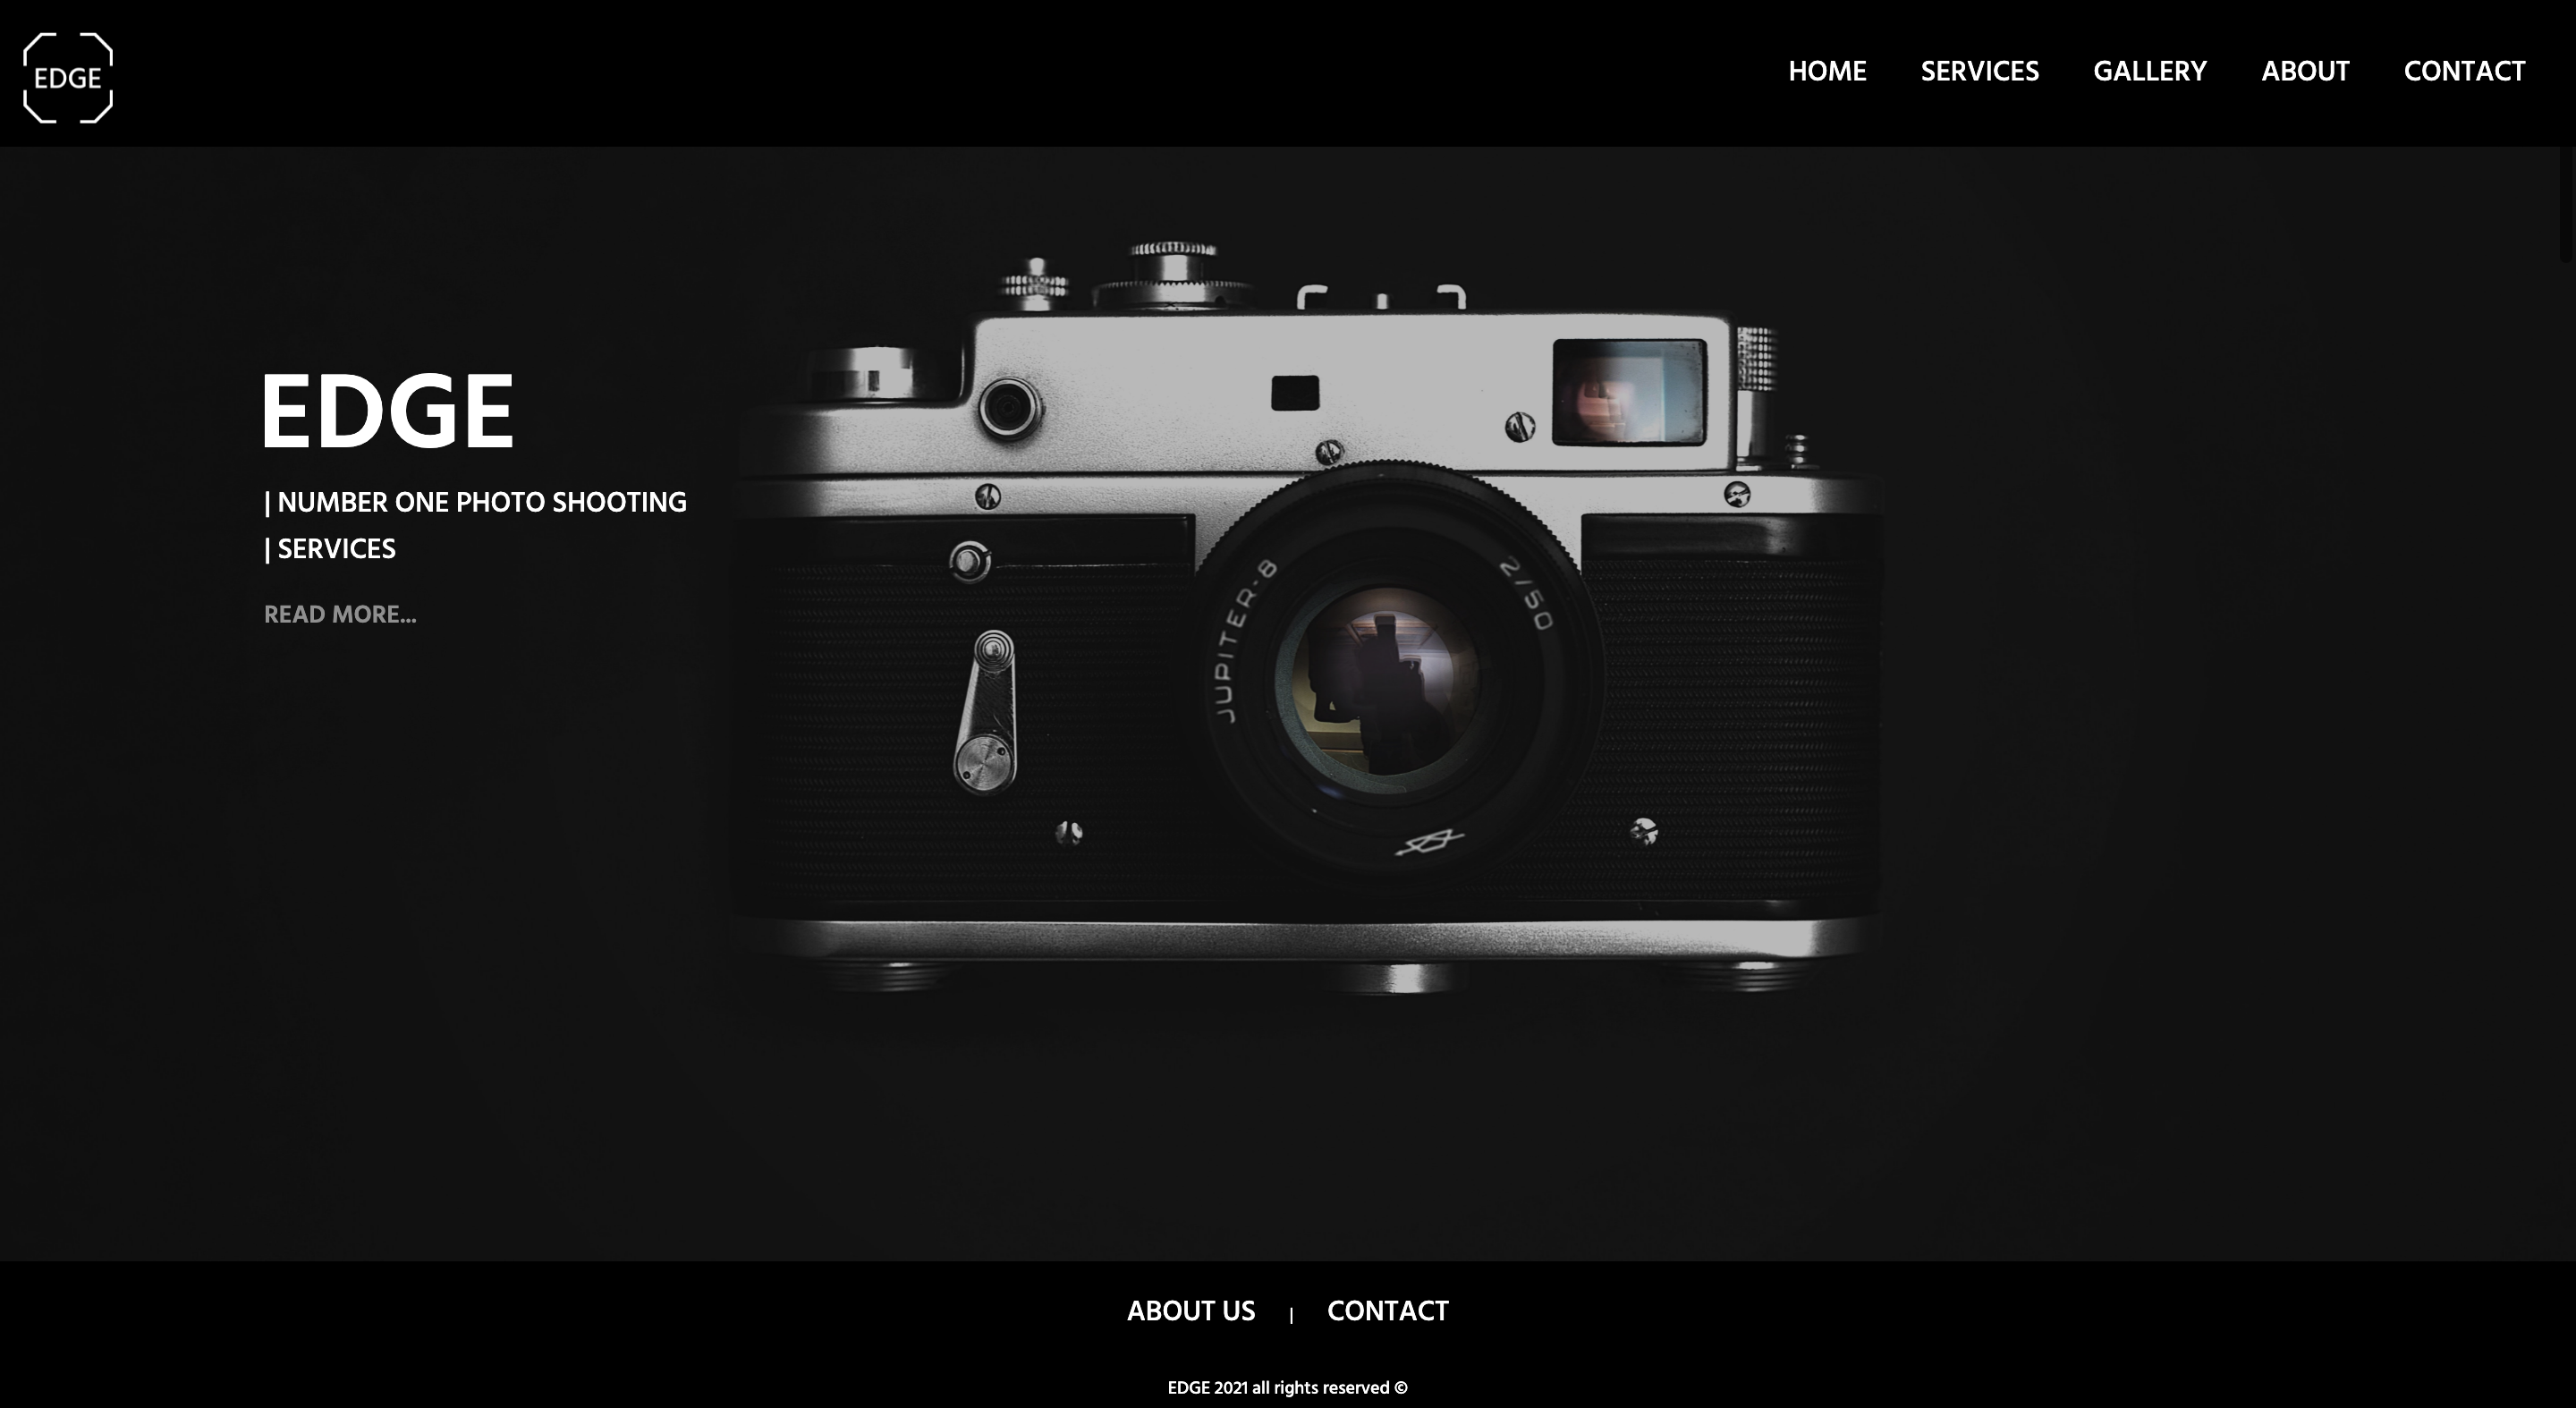 EDGE
HOME SERVICES GALLERY ABOUT CONTACT
EDGE
| NUMBER ONE PHOTO SHOOTING
| SERVICES
READ MORE...
JUPITER-8 2/50
ABOUT US | CONTACT
EDGE 2021 all rights reserved ©